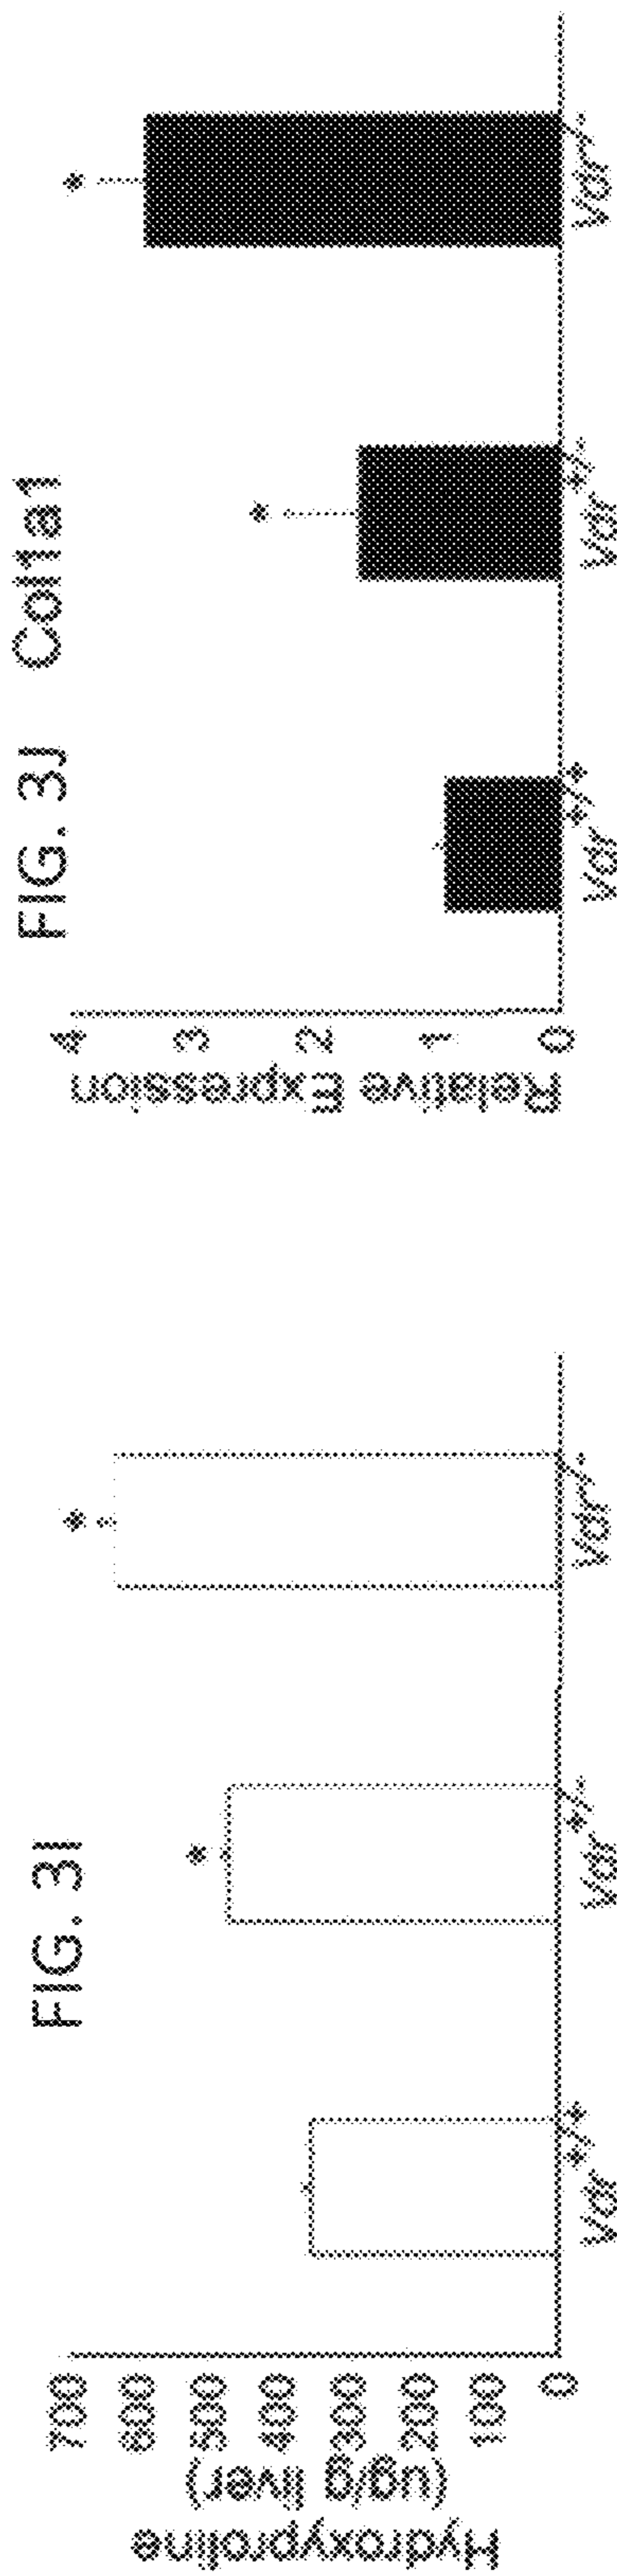 FIG. 3I
Hydroxyproline
(ug/g liver)
700
600
500
400
300
200
100
0
*
*
Vdr+/+
Vdr+/-
Vdr-/-
FIG. 3J Col1a1
Relative Expression
4
3
2
1
0
*
*
Vdr+/+
Vdr+/-
Vdr-/-